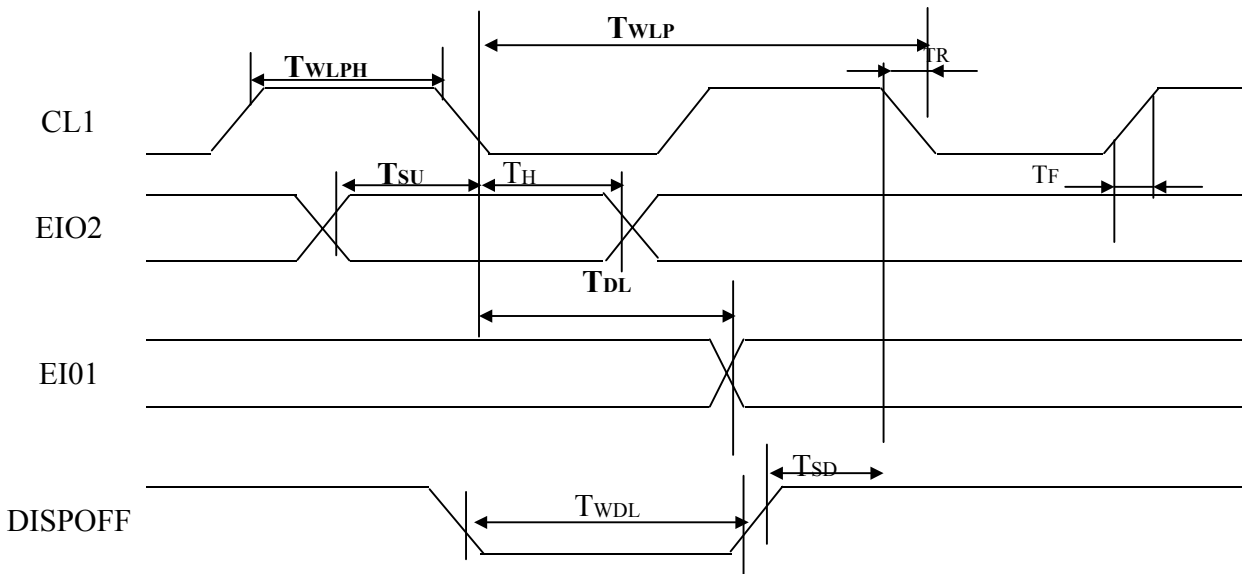 TWLP
TR
TWLPH
CL1
TSU
TH
TF
EIO2
TDL
EI01
TSD
TWDL
DISPOFF